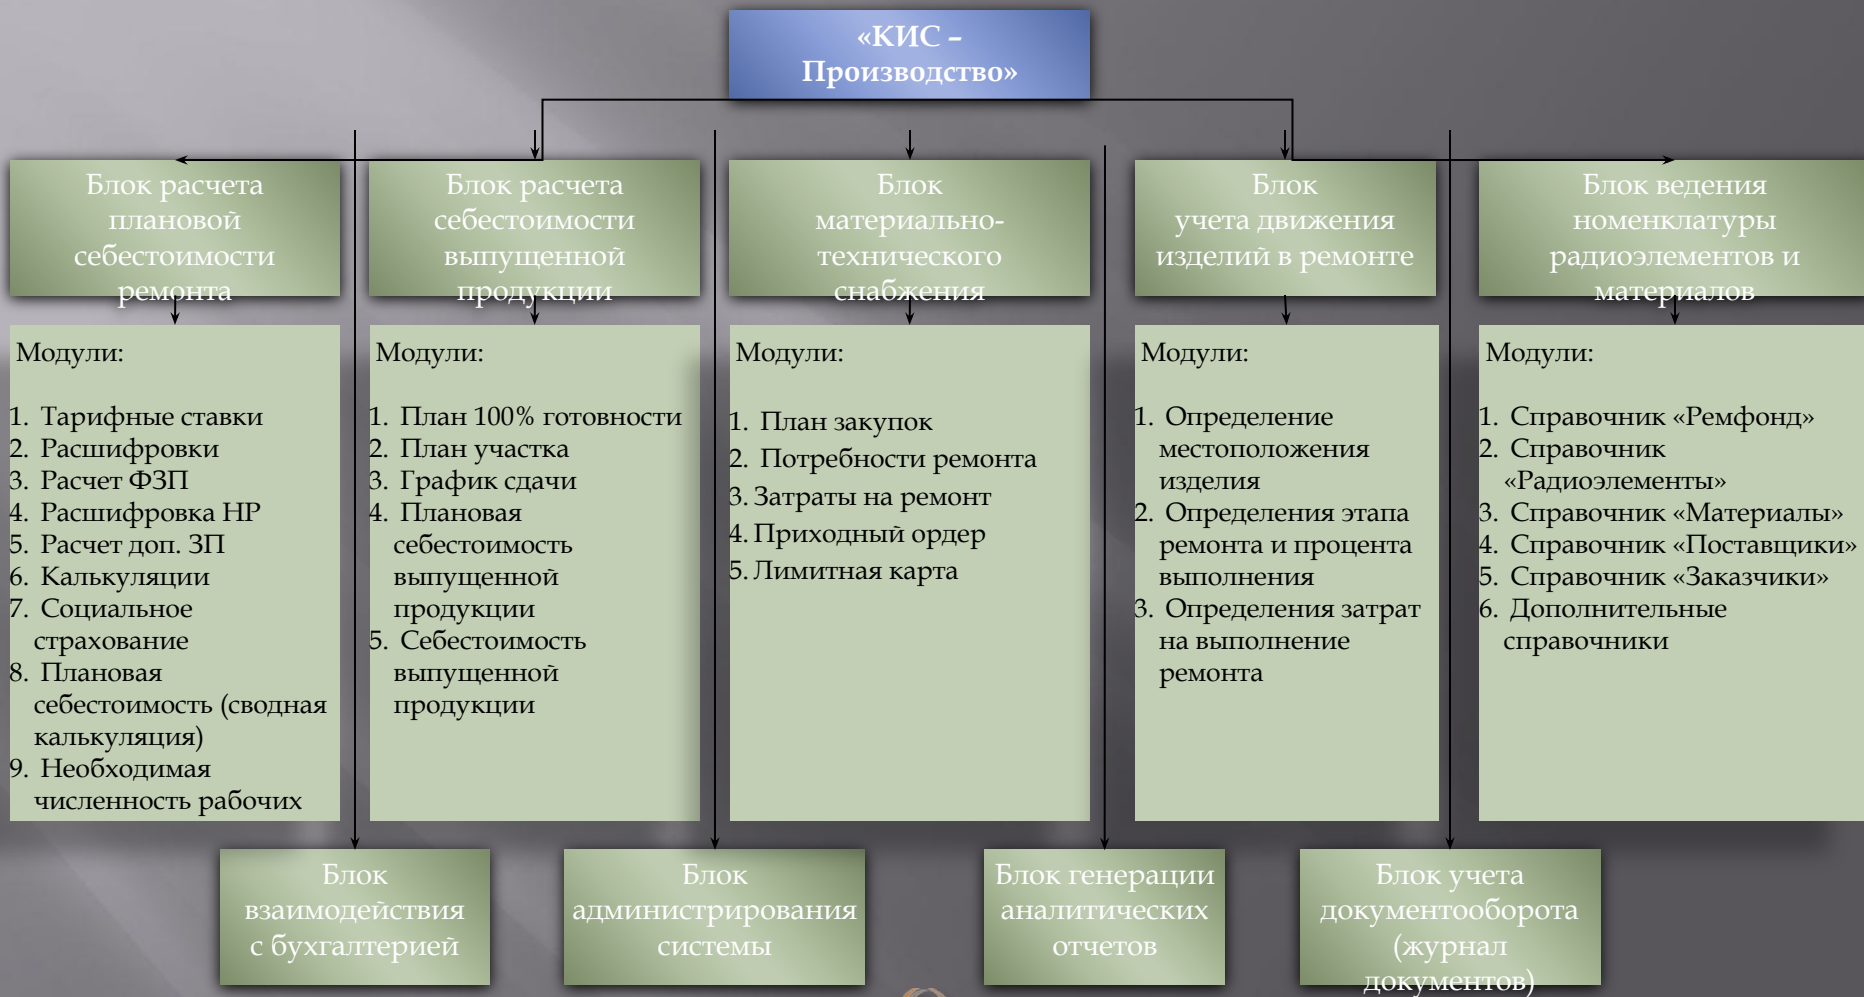 «КИС –
Производство»
Блок расчета
плановой
себестоимости
ремонта
Блок расчета
себестоимости
выпущенной
продукции
Блок
материально-
технического
снабжения
Блок
учета движения
изделий в ремонте
Блок ведения
номенклатуры
радиоэлементов и
материалов
Модули:
1. Тарифные ставки
2. Расшифровки
3. Расчет ФЗП
4. Расшифровка НР
5. Расчет доп. ЗП
6. Калькуляции
7. Социальное
страхование
8. Плановая
себестоимость (сводная
калькуляция)
9. Необходимая
численность рабочих
Модули:
1. План 100% готовности
2. План участка
3. График сдачи
4. Плановая
себестоимость
выпущенной
продукции
5. Себестоимость
выпущенной
продукции
Модули:
1. План закупок
2. Потребности ремонта
3. Затраты на ремонт
4. Приходный ордер
5. Лимитная карта
Модули:
1. Определение
местоположения
изделия
2. Определения этапа
ремонта и процента
выполнения
3. Определения затрат
на выполнение
ремонта
Модули:
1. Справочник «Ремфонд»
2. Справочник
«Радиоэлементы»
3. Справочник «Материалы»
4. Справочник «Поставщики»
5. Справочник «Заказчики»
6. Дополнительные
справочники
Блок
взаимодействия
с бухгалтерией
Блок
администрирования
системы
Блок генерации
аналитических
отчетов
Блок учета
документооборота
(журнал
документов)